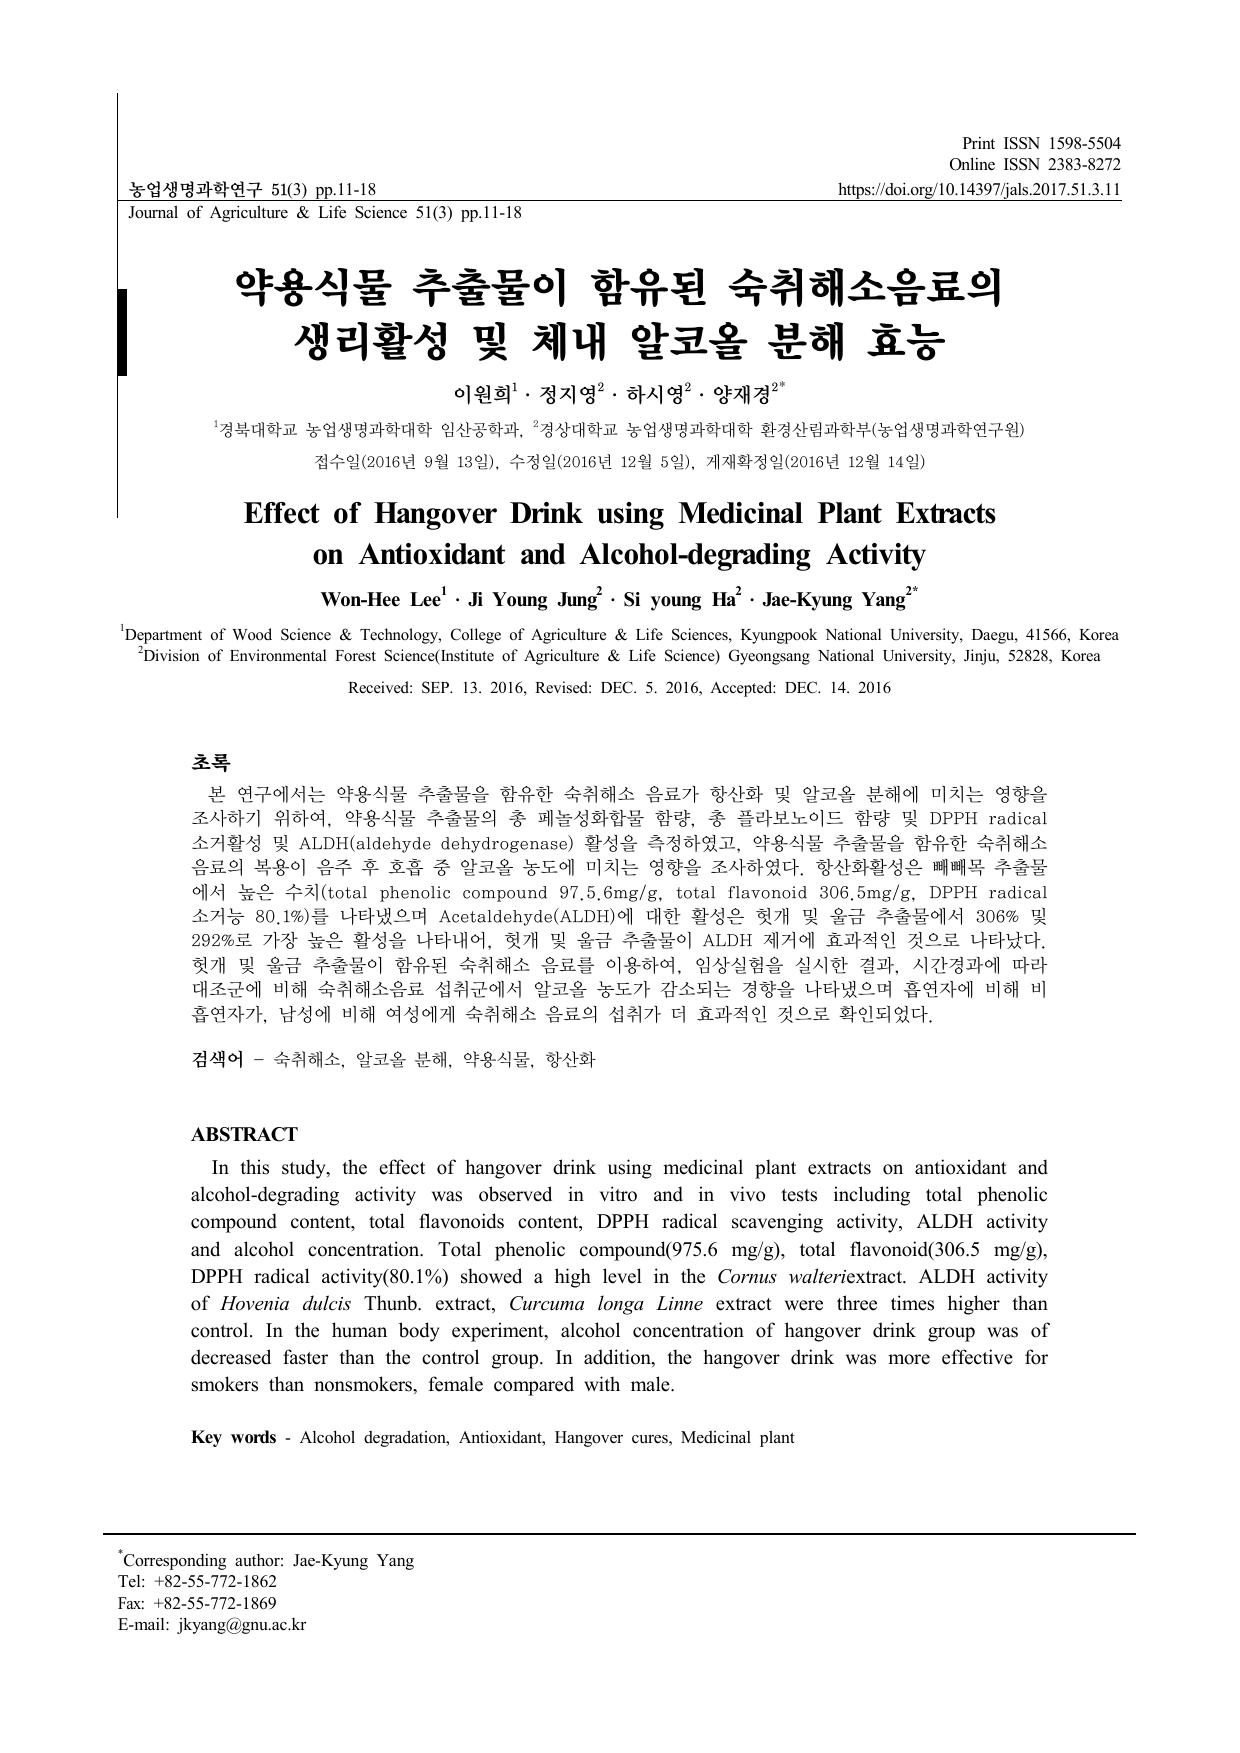 Print ISSN 1598-5504
Online ISSN 2383-8272
농업생명과학연구 51(3) pp.11-18
https://doi.org/10.14397/jals.2017.51.3.11
Journal of Agriculture & Life Science 51(3) pp.11-18
약용식물 추출물이 함유된 숙취해소음료의
생리활성 및 체내 알코올 분해 효능
이원희1 · 정지영2 · 하시영2 · 양재경2*
1경북대학교 농업생명과학대학 임산공학과, 2경상대학교 농업생명과학대학 환경산림과학부(농업생명과학연구원)
접수일(2016년 9월 13일), 수정일(2016년 12월 5일), 게재확정일(2016년 12월 14일)
Effect of Hangover Drink using Medicinal Plant Extracts
on Antioxidant and Alcohol-degrading Activity
Won-Hee Lee1 · Ji Young Jung2 · Si young Ha2 · Jae-Kyung Yang2*
1Department of Wood Science & Technology, College of Agriculture & Life Sciences, Kyungpook National University, Daegu, 41566, Korea
2Division of Environmental Forest Science(Institute of Agriculture & Life Science) Gyeongsang National University, Jinju, 52828, Korea
Received: SEP. 13. 2016, Revised: DEC. 5. 2016, Accepted: DEC. 14. 2016
초록
본 연구에서는 약용식물 추출물을 함유한 숙취해소 음료가 항산화 및 알코올 분해에 미치는 영향을
조사하기 위하여, 약용식물 추출물의 총 페놀성화합물 함량, 총 플라보노이드 함량 및 DPPH radical
소거활성 및 ALDH(aldehyde dehydrogenase) 활성을 측정하였고, 약용식물 추출물을 함유한 숙취해소
음료의 복용이 음주 후 호흡 중 알코올 농도에 미치는 영향을 조사하였다. 항산화활성은 빼빼목 추출물
에서 높은 수치(total phenolic compound 97.5.6mg/g, total flavonoid 306.5mg/g, DPPH radical
소거능 80.1%)를 나타냈으며 Acetaldehyde(ALDH)에 대한 활성은 헛개 및 울금 추출물에서 306% 및
292%로 가장 높은 활성을 나타내어, 헛개 및 울금 추출물이 ALDH 제거에 효과적인 것으로 나타났다.
헛개 및 울금 추출물이 함유된 숙취해소 음료를 이용하여, 임상실험을 실시한 결과, 시간경과에 따라
대조군에 비해 숙취해소음료 섭취군에서 알코올 농도가 감소되는 경향을 나타냈으며 흡연자에 비해 비
흡연자가, 남성에 비해 여성에게 숙취해소 음료의 섭취가 더 효과적인 것으로 확인되었다.
검색어 – 숙취해소, 알코올 분해, 약용식물, 항산화
ABSTRACT
In this study, the effect of hangover drink using medicinal plant extracts on antioxidant and
alcohol-degrading activity was observed in vitro and in vivo tests including total phenolic
compound content, total flavonoids content, DPPH radical scavenging activity, ALDH activity
and alcohol concentration. Total phenolic compound(975.6 mg/g), total flavonoid(306.5 mg/g),
DPPH radical activity(80.1%) showed a high level in the Cornus walteriextract. ALDH activity
of Hovenia dulcis Thunb. extract, Curcuma longa Linne extract were three times higher than
control. In the human body experiment, alcohol concentration of hangover drink group was of
decreased faster than the control group. In addition, the hangover drink was more effective for
smokers than nonsmokers, female compared with male.
Key words - Alcohol degradation, Antioxidant, Hangover cures, Medicinal plant
*Corresponding author: Jae-Kyung Yang
Tel: +82-55-772-1862
Fax: +82-55-772-1869
E-mail: jkyang@gnu.ac.kr